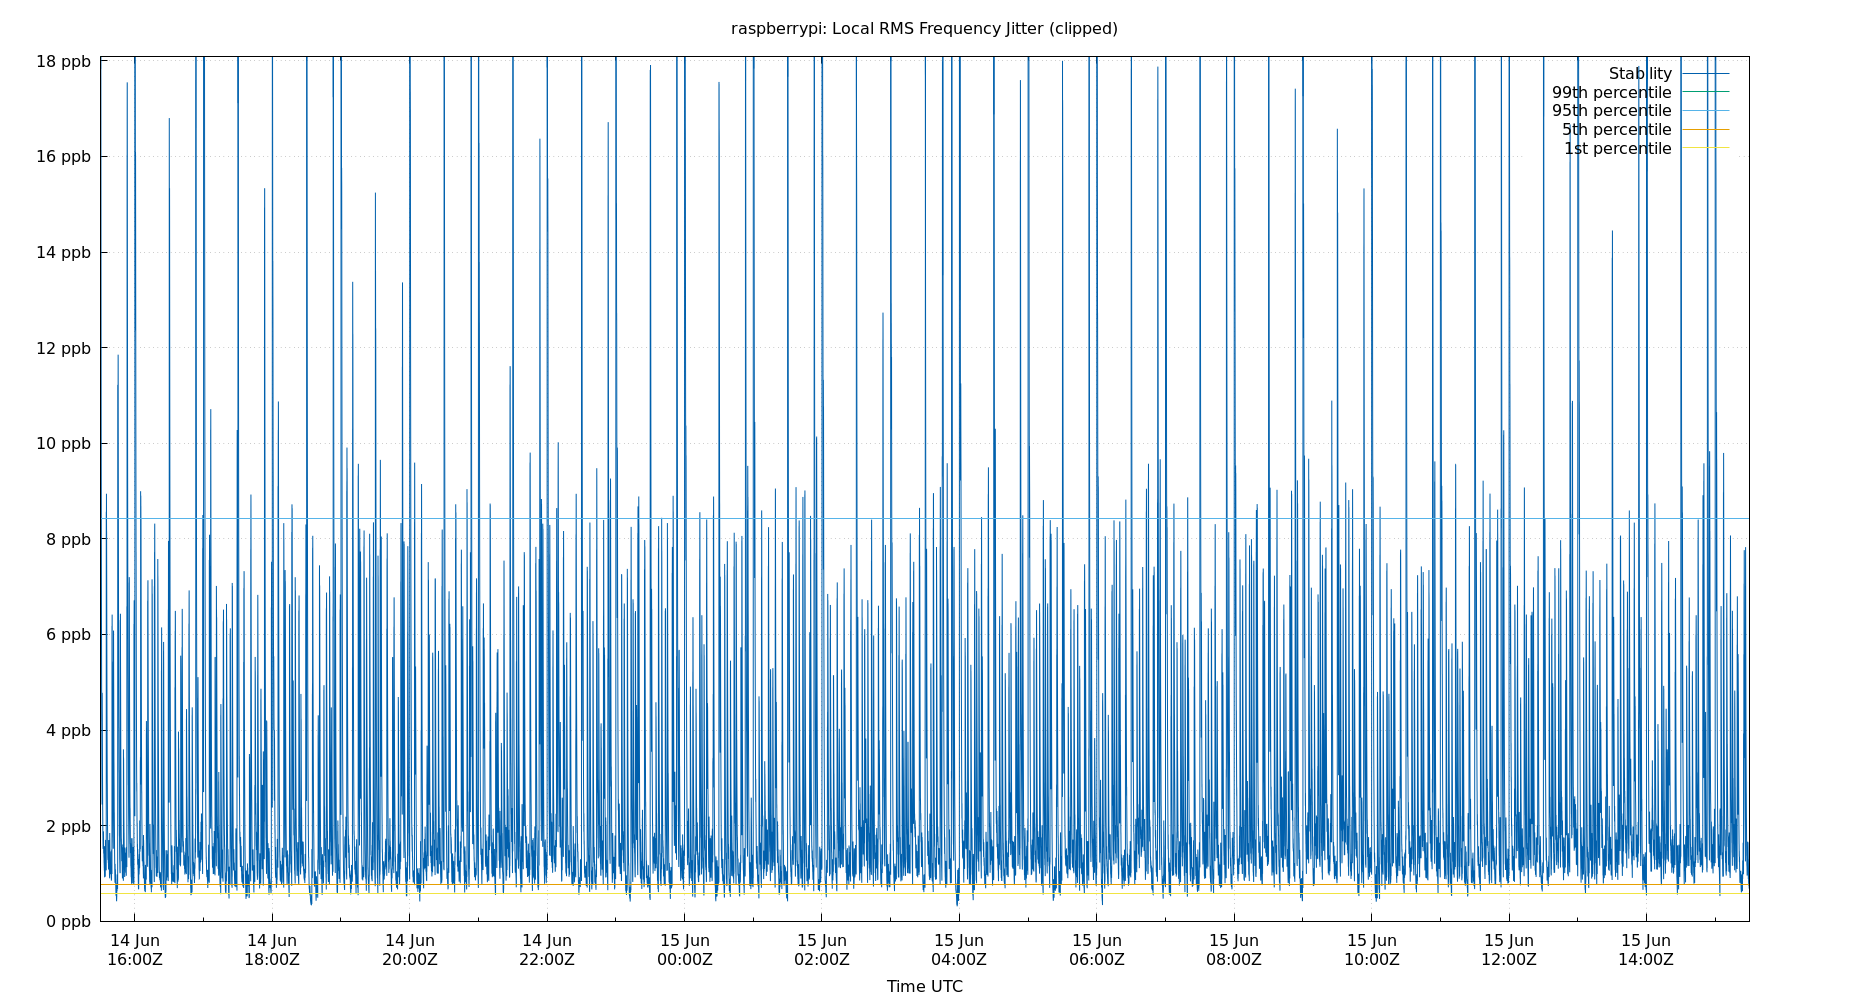 raspberrypi: Local RMS Frequency Jitter (clipped)
18 ppb
16 ppb
14 ppb
12 ppb
10 ppb
8 ppb
6 ppb
4 ppb
2 ppb
0 ppb
Stability
99th percentile
95th percentile
5th percentile
1st percentile
14 Jun 14 Jun 14 Jun 14 Jun 15 Jun 15 Jun 15 Jun 15 Jun 15 Jun 15 Jun 15 Jun 15 Jun
16:00Z 18:00Z 20:00Z 22:00Z 00:00Z 02:00Z 04:00Z 06:00Z 08:00Z 10:00Z 12:00Z 14:00Z
Time UTC